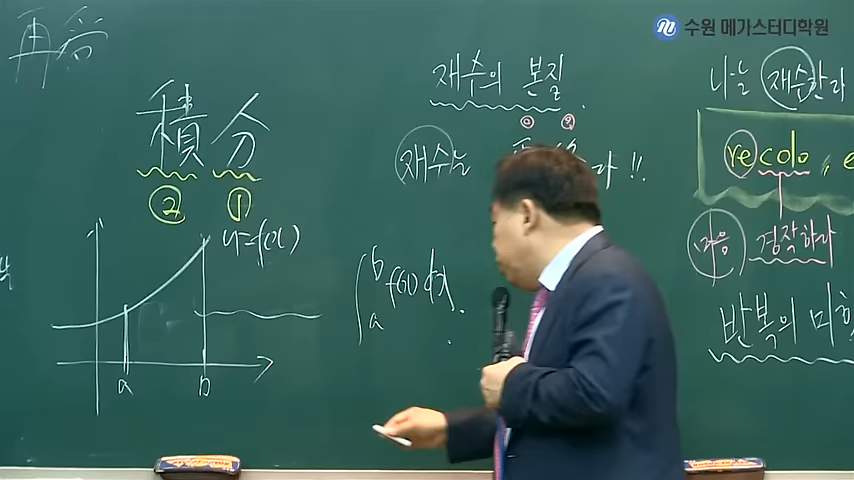 수원 메가스터디학원
再
積分
② ①
y=f(x)
a b
∫ₐᵇ f(x) dx.
재수의 본질.
재수는
다!!
나는 재수한다
recolo, e
마음 경작하다
반복의 미학